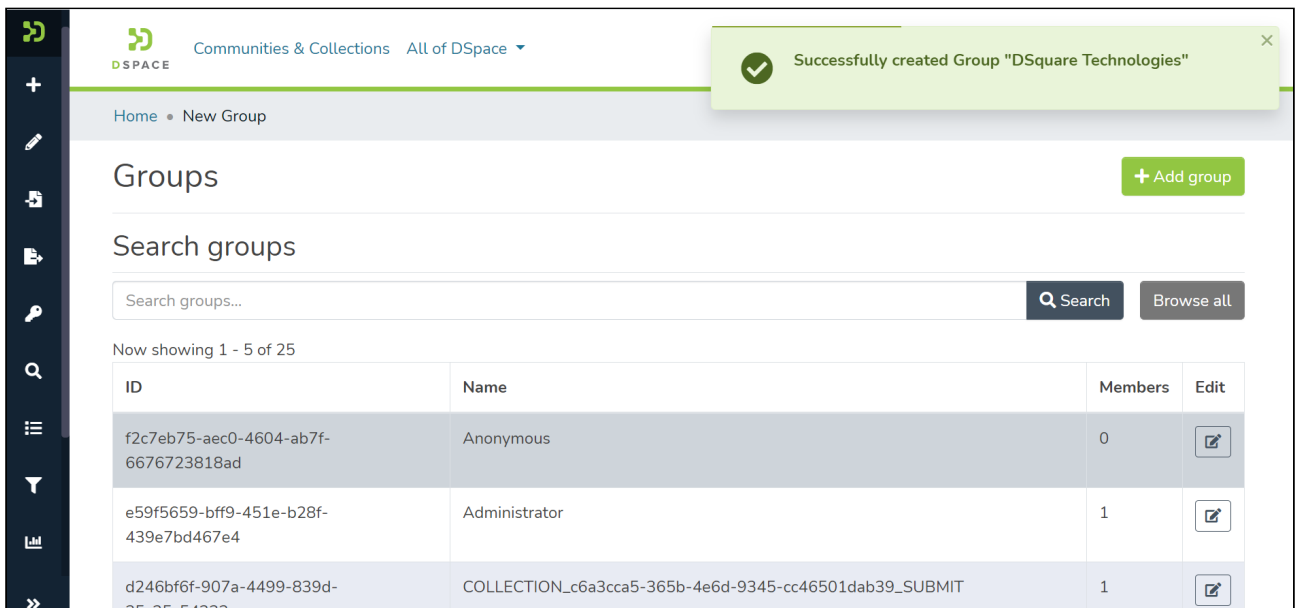 DSPACE
Communities & Collections All of DSpace
Successfully created Group "DSquare Technologies"
×
Home • New Group
Groups
+ Add group
Search groups
Search groups...
Search
Browse all
Now showing 1 - 5 of 25
ID Name Members Edit
f2c7eb75-aec0-4604-ab7f- Anonymous 0
6676723818ad
e59f5659-bff9-451e-b28f- Administrator 1
439e7bd467e4
d246bf6f-907a-4499-839d- COLLECTION_c6a3cca5-365b-4e6d-9345-cc46501dab39_SUBMIT 1